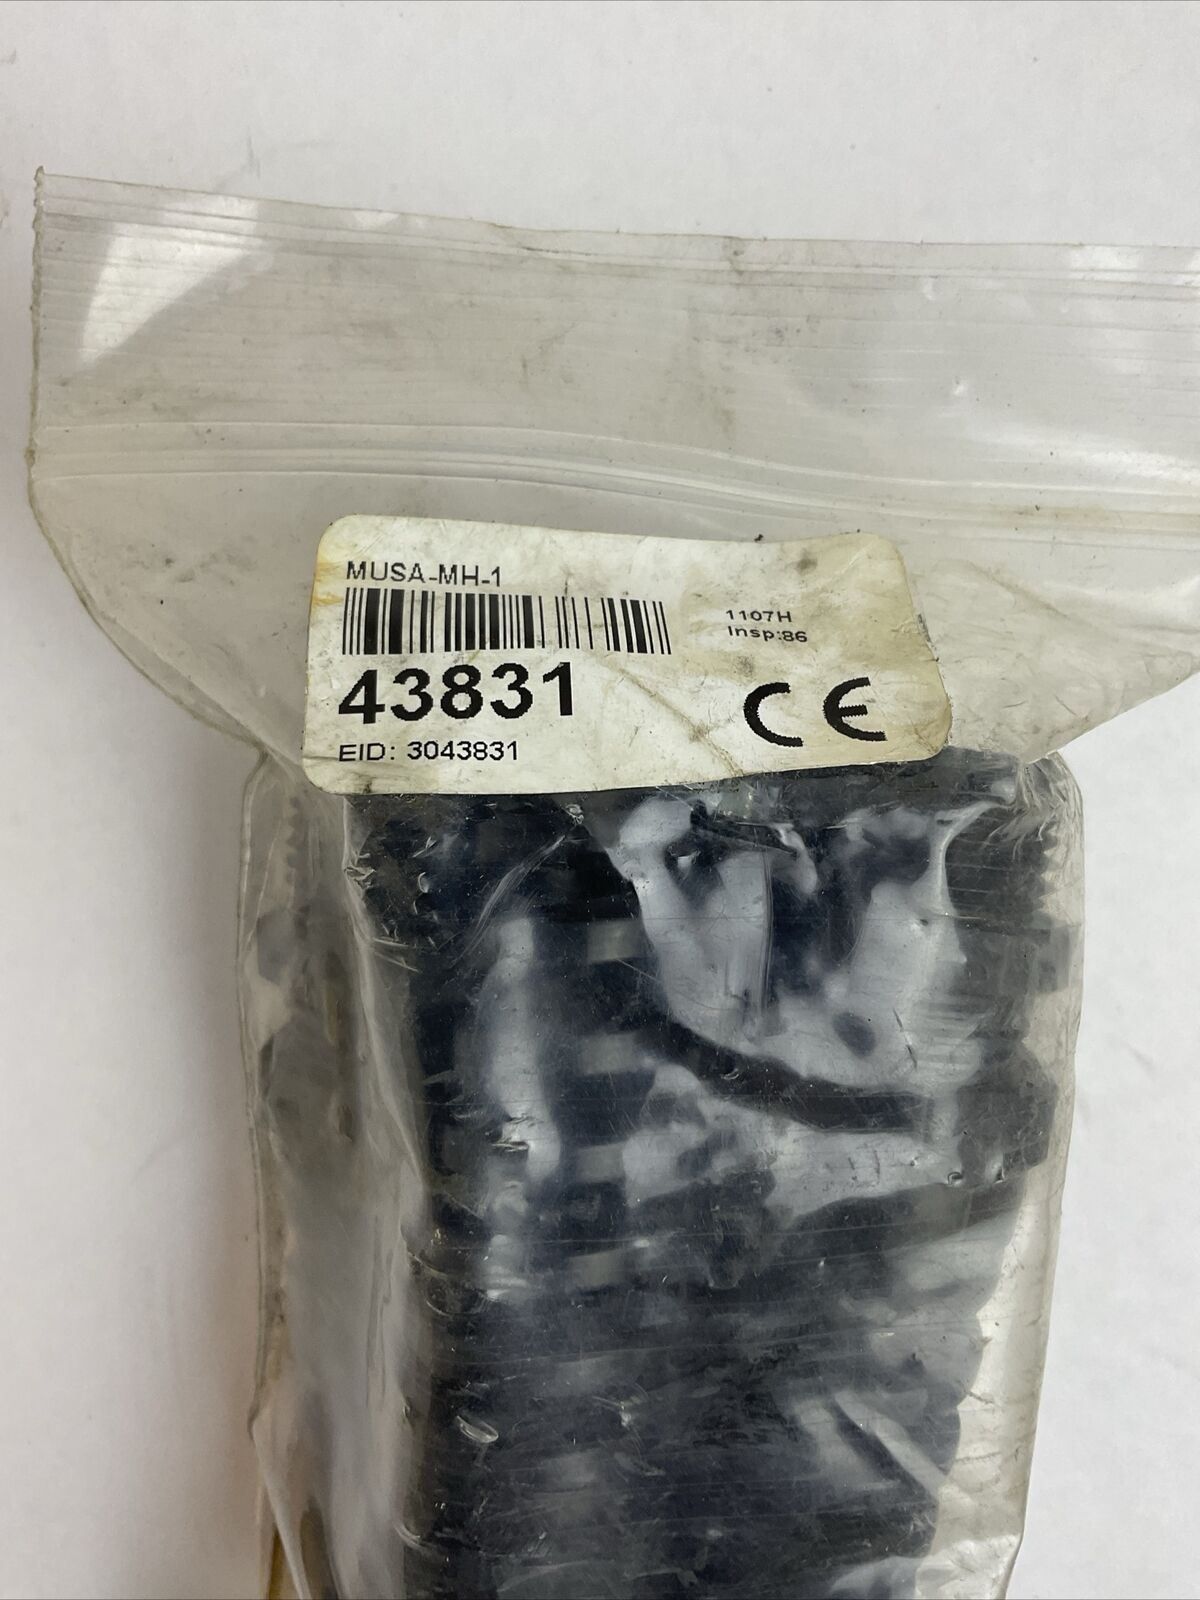 MUSA-MH-1
1107H
Insp:86
43831
CE
EID: 3043831